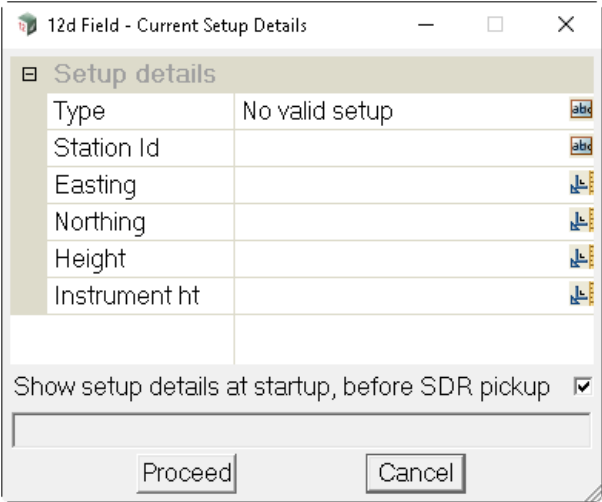 12d Field - Current Setup Details
Setup details
Type No valid setup
Station Id
Easting
Northing
Height
Instrument ht
Show setup details at startup, before SDR pickup
Proceed Cancel